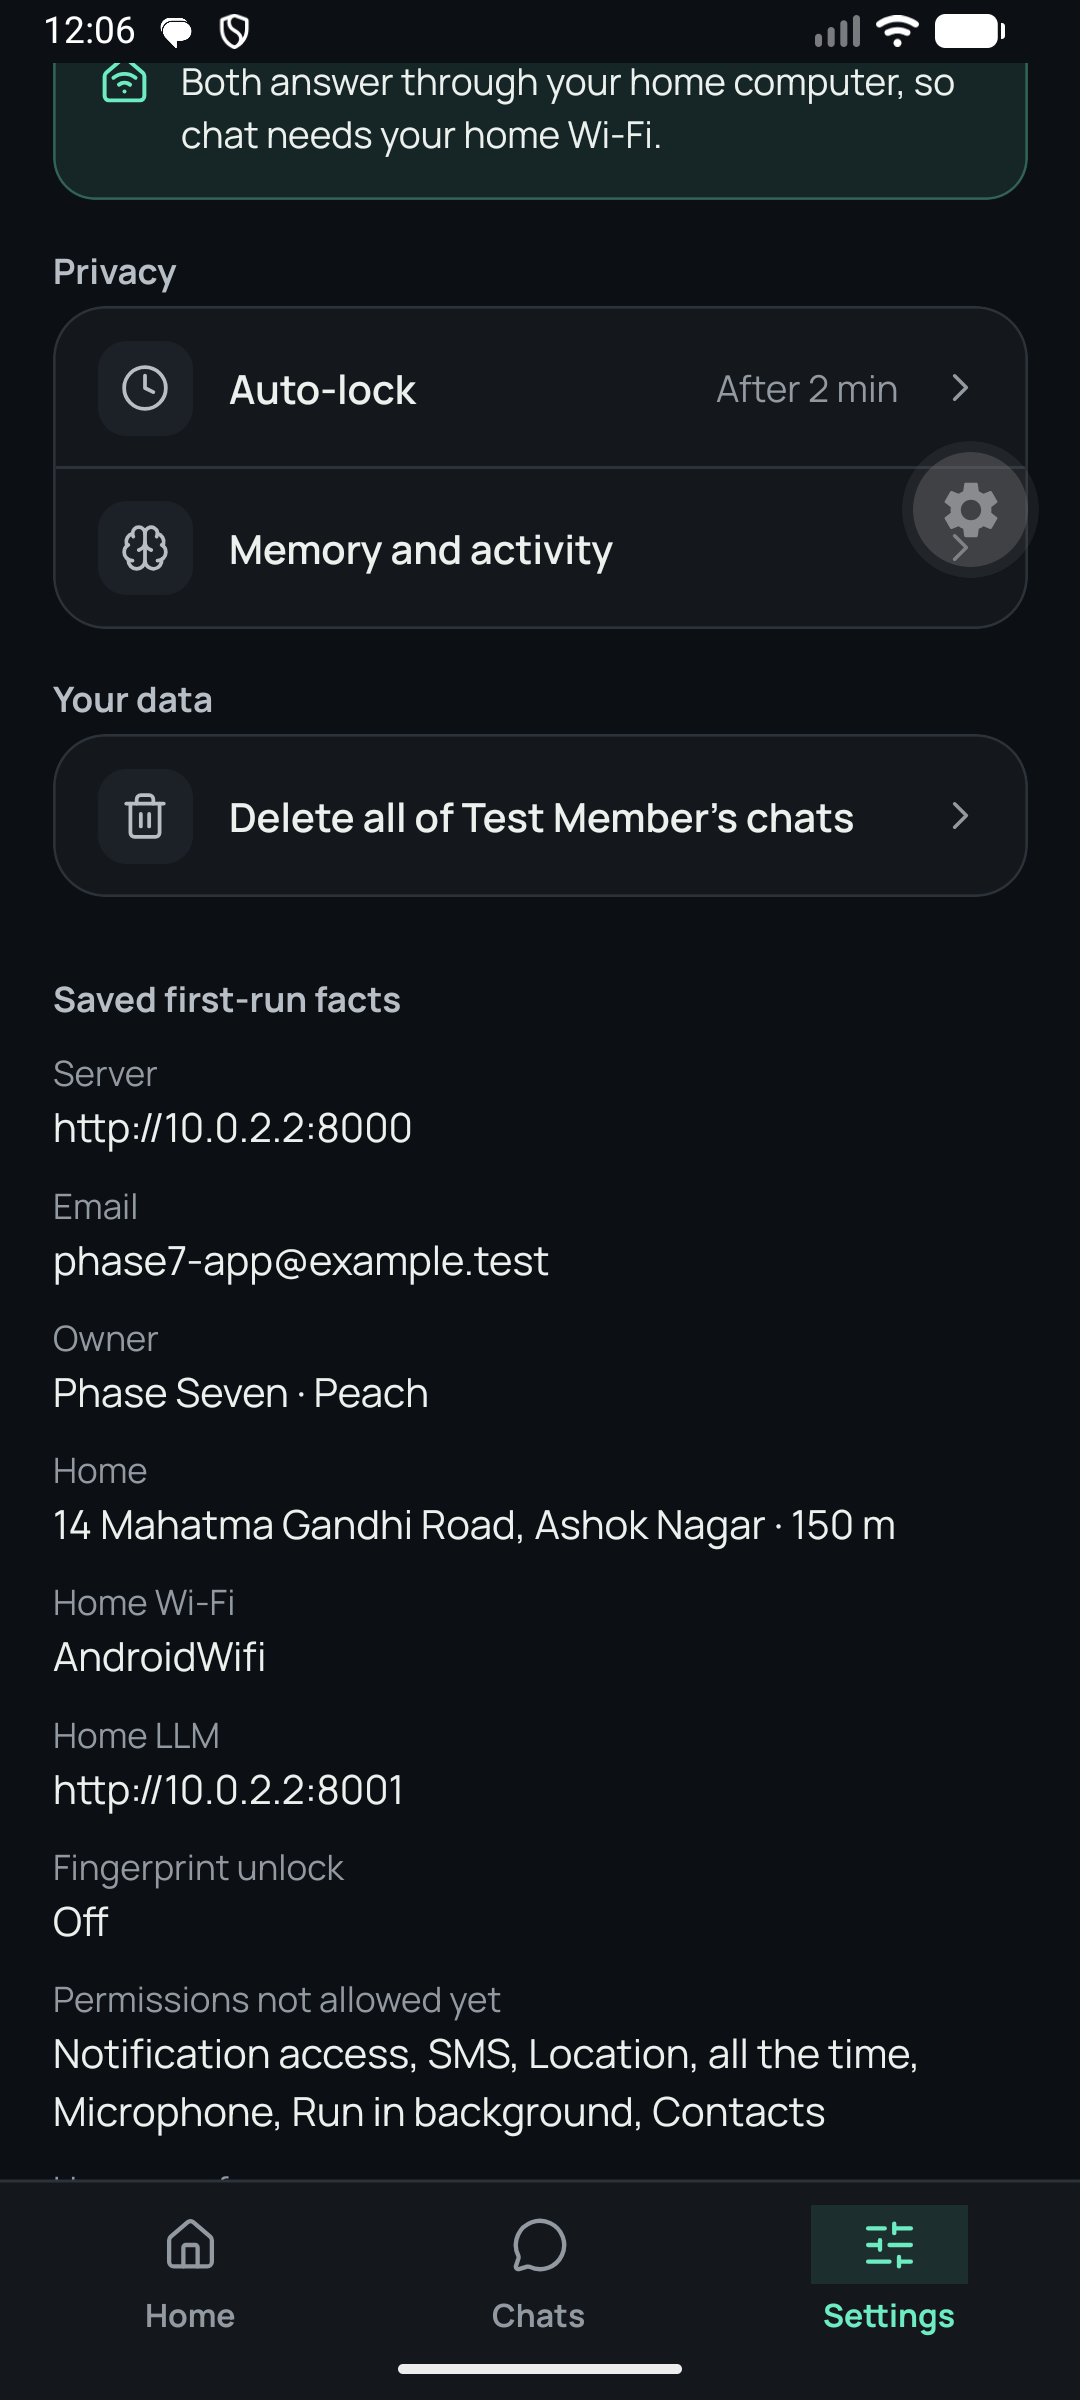 12:06
Both answer through your home computer, so
chat needs your home Wi-Fi.
Privacy
Auto-lock After 2 min
Memory and activity
Your data
Delete all of Test Member’s chats
Saved first-run facts
Server
http://10.0.2.2:8000
Email
phase7-app@example.test
Owner
Phase Seven · Peach
Home
14 Mahatma Gandhi Road, Ashok Nagar · 150 m
Home Wi-Fi
AndroidWifi
Home LLM
http://10.0.2.2:8001
Fingerprint unlock
Off
Permissions not allowed yet
Notification access, SMS, Location, all the time,
Microphone, Run in background, Contacts
Home Chats Settings